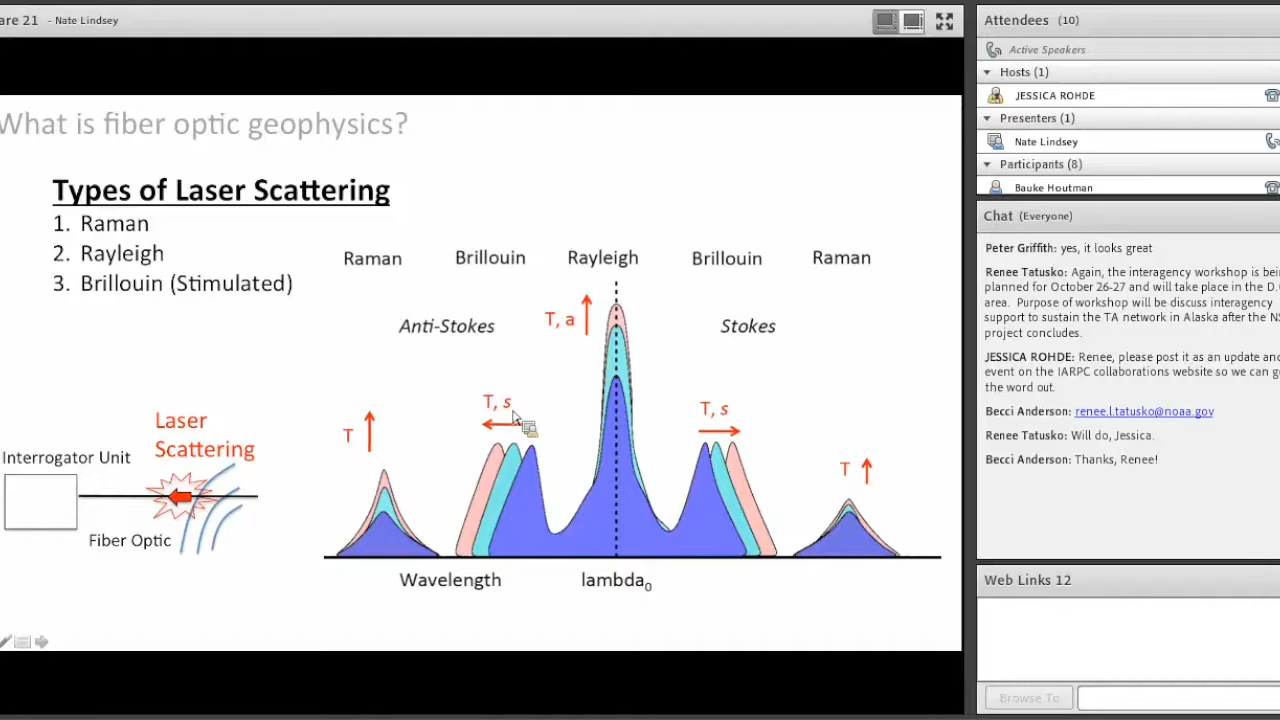 are 21 - Nate Lindsey
What is fiber optic geophysics?
Types of Laser Scattering
1. Raman
2. Rayleigh
3. Brillouin (Stimulated)
Raman Brillouin Rayleigh Brillouin Raman
Anti-Stokes
Stokes
T, a
T, s
T, s
T
T
Laser
Scattering
Interrogator Unit
Fiber Optic
Wavelength
lambda0
Attendees (10)
Active Speakers
Hosts (1)
JESSICA ROHDE
Presenters (1)
Nate Lindsey
Participants (8)
Bauke Houtman
Chat (Everyone)
Peter Griffith: yes, it looks great
Renee Tatusko: Again, the interagency workshop is bei
planned for October 26-27 and will take place in the D.
area. Purpose of workshop will be discuss interagency
support to sustain the TA network in Alaska after the NS
project concludes.
JESSICA ROHDE: Renee, please post it as an update and
event on the IARPC collaborations website so we can g
the word out.
Becci Anderson: renee.l.tatusko@noaa.gov
Renee Tatusko: Will do, Jessica.
Becci Anderson: Thanks, Renee!
Web Links 12
Browse To